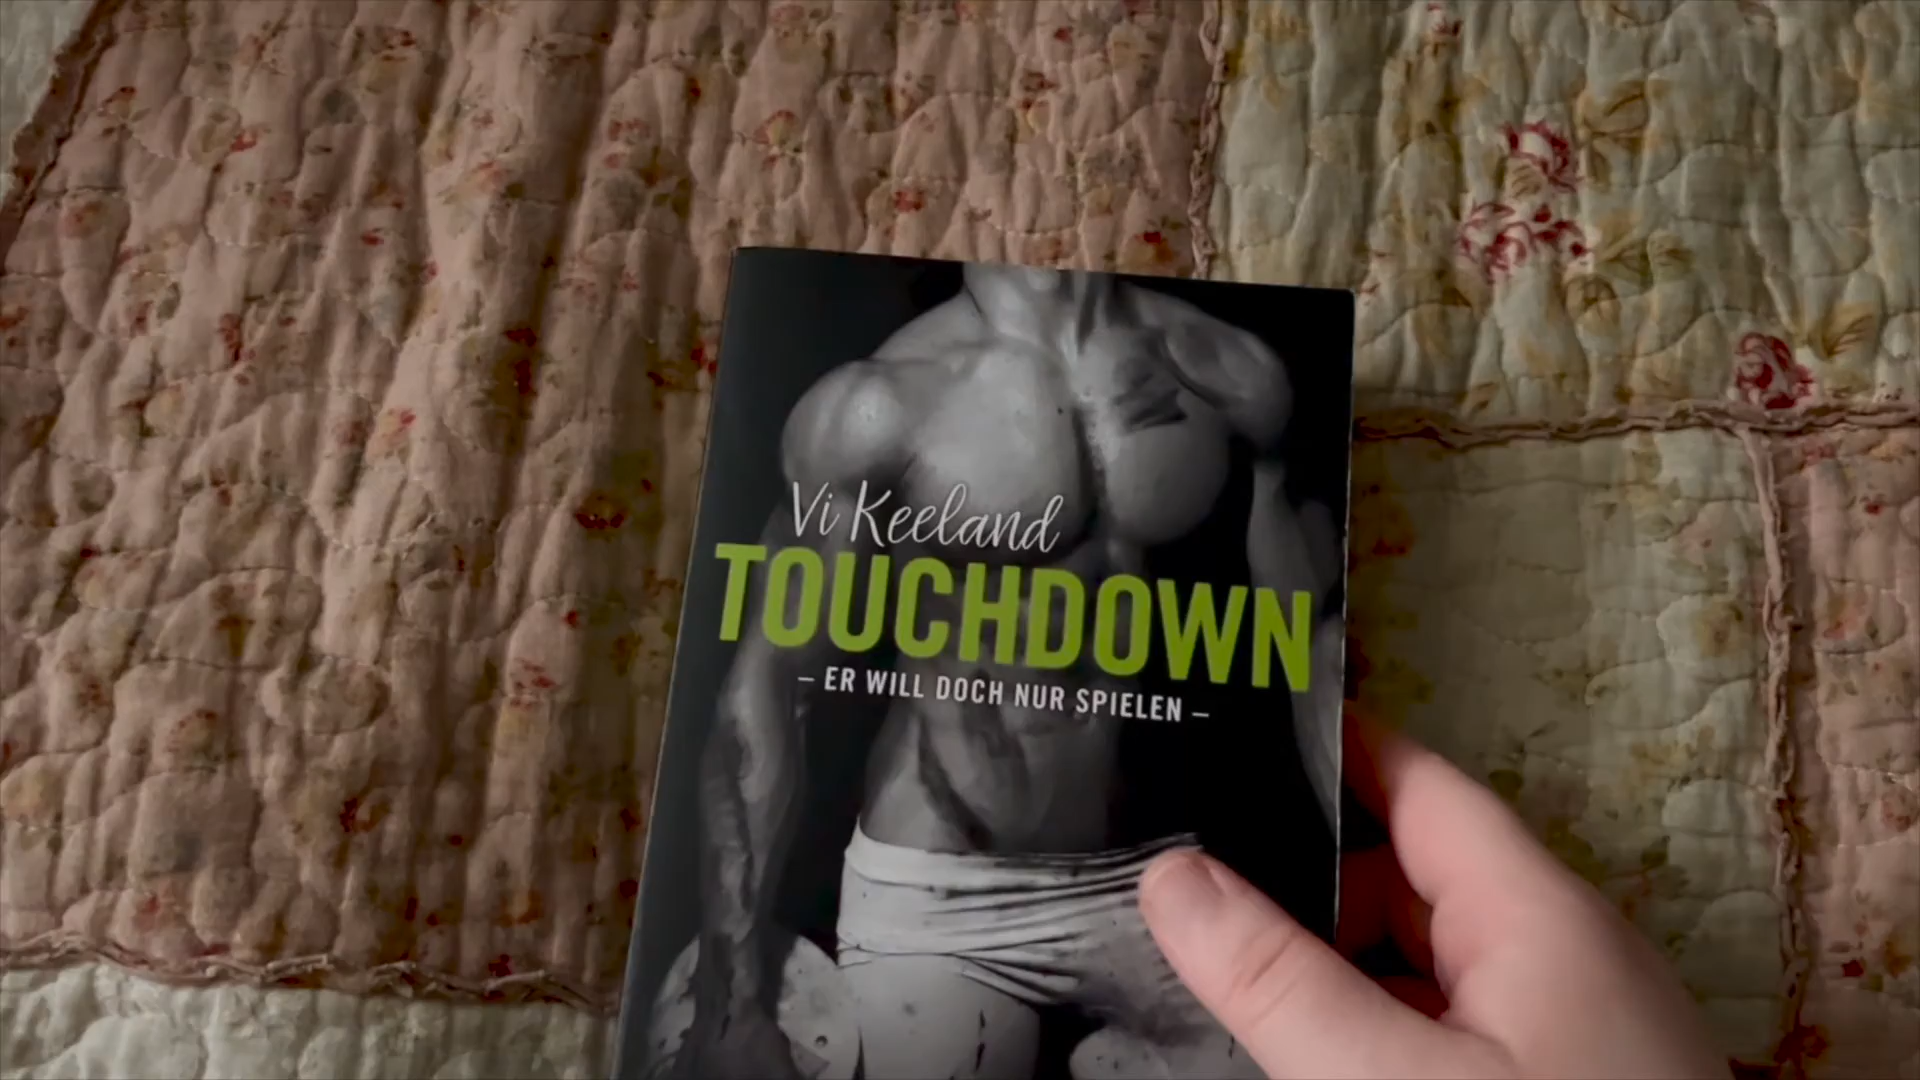 Vi Keeland
TOUCHDOWN
– ER WILL DOCH NUR SPIELEN –